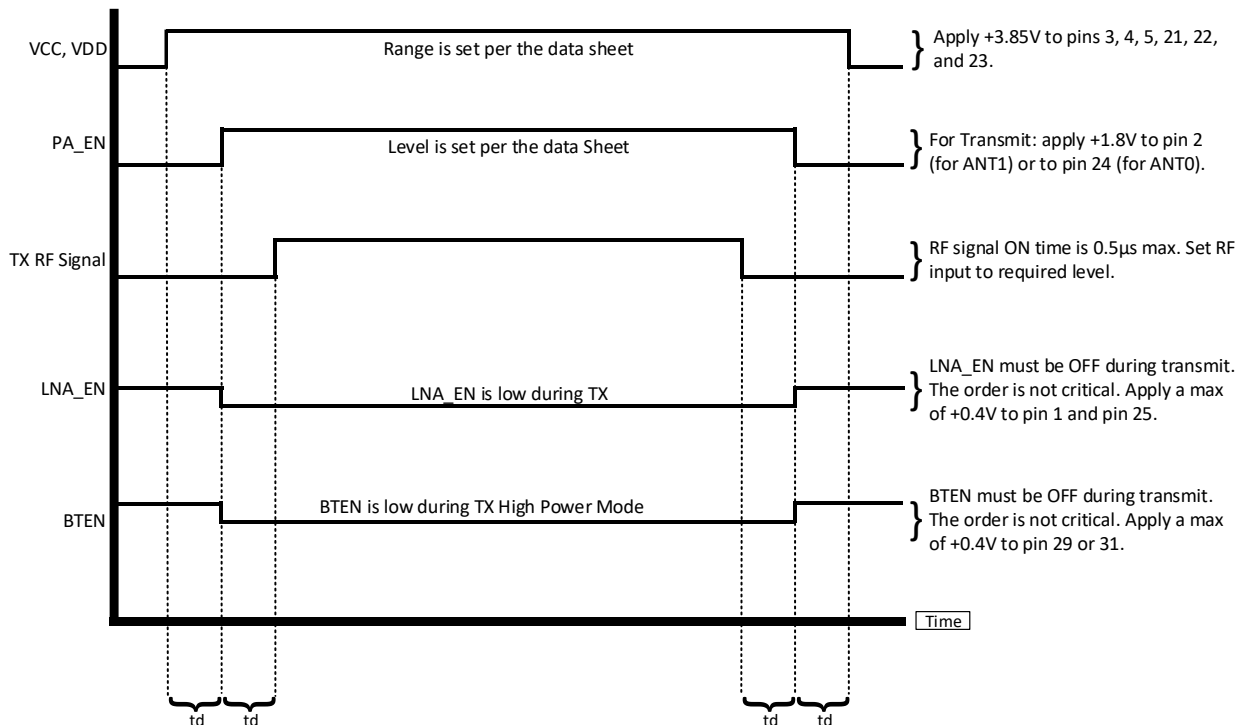 VCC, VDD
Range is set per the data sheet
Apply +3.85V to pins 3, 4, 5, 21, 22,
and 23.
PA_EN
Level is set per the data Sheet
For Transmit: apply +1.8V to pin 2
(for ANT1) or to pin 24 (for ANT0).
TX RF Signal
RF signal ON time is 0.5µs max. Set RF
input to required level.
LNA_EN
LNA_EN is low during TX
LNA_EN must be OFF during transmit.
The order is not critical. Apply a max
of +0.4V to pin 1 and pin 25.
BTEN
BTEN is low during TX High Power Mode
BTEN must be OFF during transmit.
The order is not critical. Apply a max
of +0.4V to pin 29 or 31.
Time
td
td
td
td